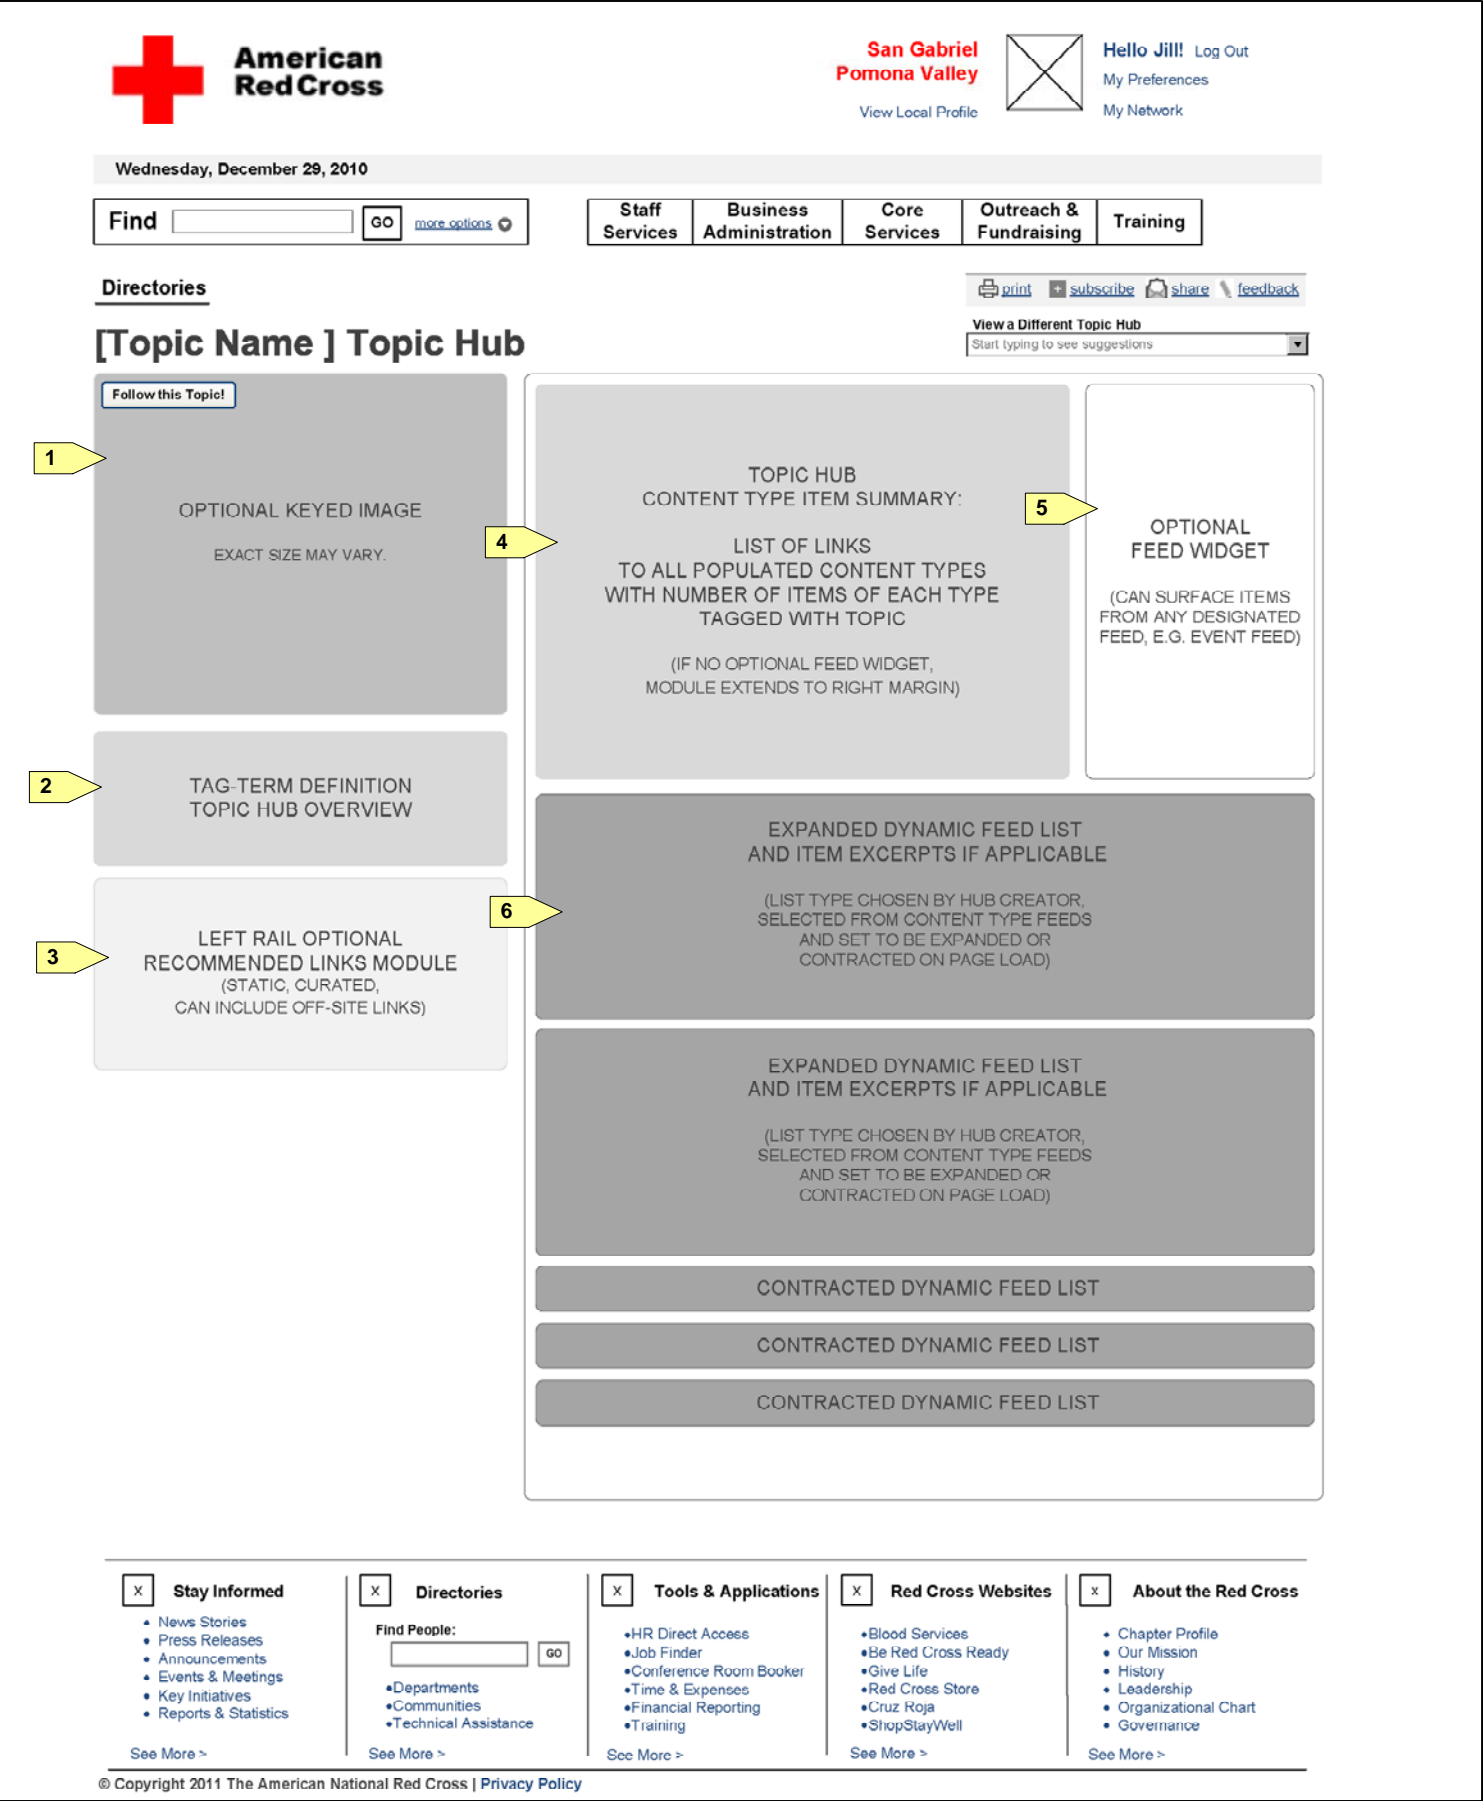 American
Red Cross
San Gabriel
Pomona Valley
View Local Profile
Hello Jill! Log Out
My Preferences
My Network
Wednesday, December 29, 2010
Find
GO
more options
Staff
Services
Business
Administration
Core
Services
Outreach &
Fundraising
Training
Directories
print
subscribe
share
feedback
[Topic Name ] Topic Hub
View a Different Topic Hub
Start typing to see suggestions
Follow this Topic!
1
OPTIONAL KEYED IMAGE
EXACT SIZE MAY VARY.
2
TAG-TERM DEFINITION
TOPIC HUB OVERVIEW
3
LEFT RAIL OPTIONAL
RECOMMENDED LINKS MODULE
(STATIC, CURATED,
CAN INCLUDE OFF-SITE LINKS)
4
TOPIC HUB
CONTENT TYPE ITEM SUMMARY:
LIST OF LINKS
TO ALL POPULATED CONTENT TYPES
WITH NUMBER OF ITEMS OF EACH TYPE
TAGGED WITH TOPIC
(IF NO OPTIONAL FEED WIDGET,
MODULE EXTENDS TO RIGHT MARGIN)
5
OPTIONAL
FEED WIDGET
(CAN SURFACE ITEMS
FROM ANY DESIGNATED
FEED, E.G. EVENT FEED)
6
EXPANDED DYNAMIC FEED LIST
AND ITEM EXCERPTS IF APPLICABLE
(LIST TYPE CHOSEN BY HUB CREATOR,
SELECTED FROM CONTENT TYPE FEEDS
AND SET TO BE EXPANDED OR
CONTRACTED ON PAGE LOAD)
EXPANDED DYNAMIC FEED LIST
AND ITEM EXCERPTS IF APPLICABLE
(LIST TYPE CHOSEN BY HUB CREATOR,
SELECTED FROM CONTENT TYPE FEEDS
AND SET TO BE EXPANDED OR
CONTRACTED ON PAGE LOAD)
CONTRACTED DYNAMIC FEED LIST
CONTRACTED DYNAMIC FEED LIST
CONTRACTED DYNAMIC FEED LIST
X
Stay Informed
• News Stories
• Press Releases
• Announcements
• Events & Meetings
• Key Initiatives
• Reports & Statistics
See More >
X
Directories
Find People:
GO
•Departments
•Communities
•Technical Assistance
See More >
X
Tools & Applications
•HR Direct Access
•Job Finder
•Conference Room Booker
•Time & Expenses
•Financial Reporting
•Training
See More >
X
Red Cross Websites
•Blood Services
•Be Red Cross Ready
•Give Life
•Red Cross Store
•Cruz Roja
•ShopStayWell
See More >
X
About the Red Cross
• Chapter Profile
• Our Mission
• History
• Leadership
• Organizational Chart
• Governance
See More >
© Copyright 2011 The American National Red Cross | Privacy Policy